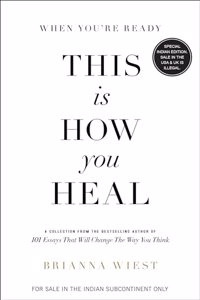 WHEN YOU'RE READY
THIS
is
HOW
you
HEAL
SPECIAL
INDIAN EDITION.
SALE IN THE
USA & UK IS
ILLEGAL.
A COLLECTION FROM THE BESTSELLING AUTHOR OF
101 Essays That Will Change The Way You Think
BRIANNA WIEST
FOR SALE IN THE INDIAN SUBCONTINENT ONLY